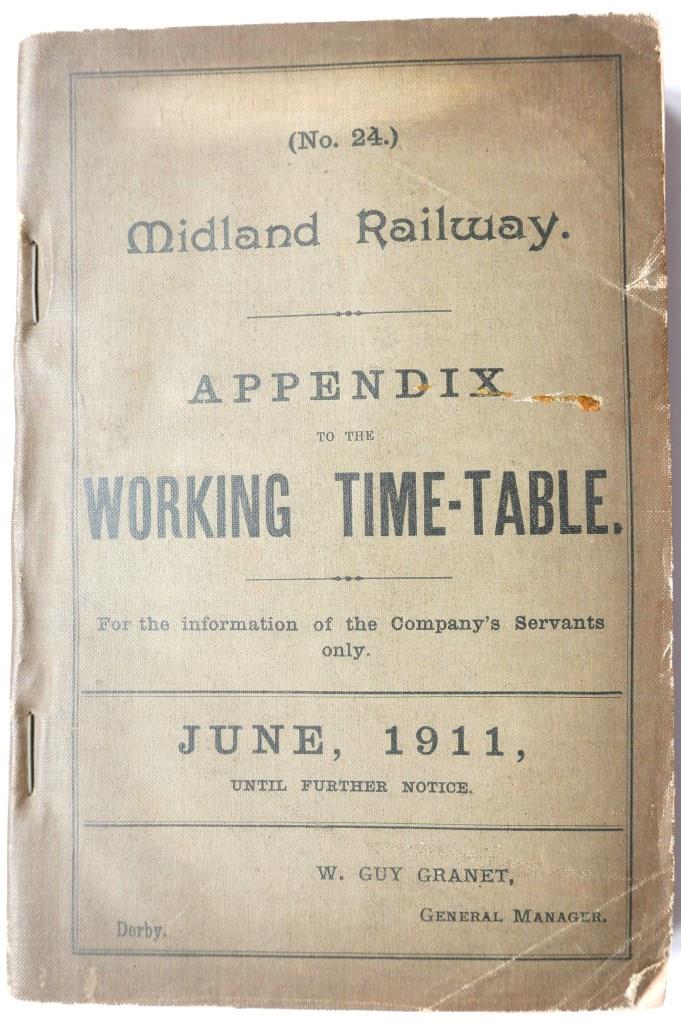 (No. 24.)
Midland Railway.
APPENDIX
TO THE
WORKING TIME-TABLE.
For the information of the Company's Servants
only.
JUNE, 1911,
UNTIL FURTHER NOTICE.
W. GUY GRANET,
GENERAL MANAGER.
Derby.